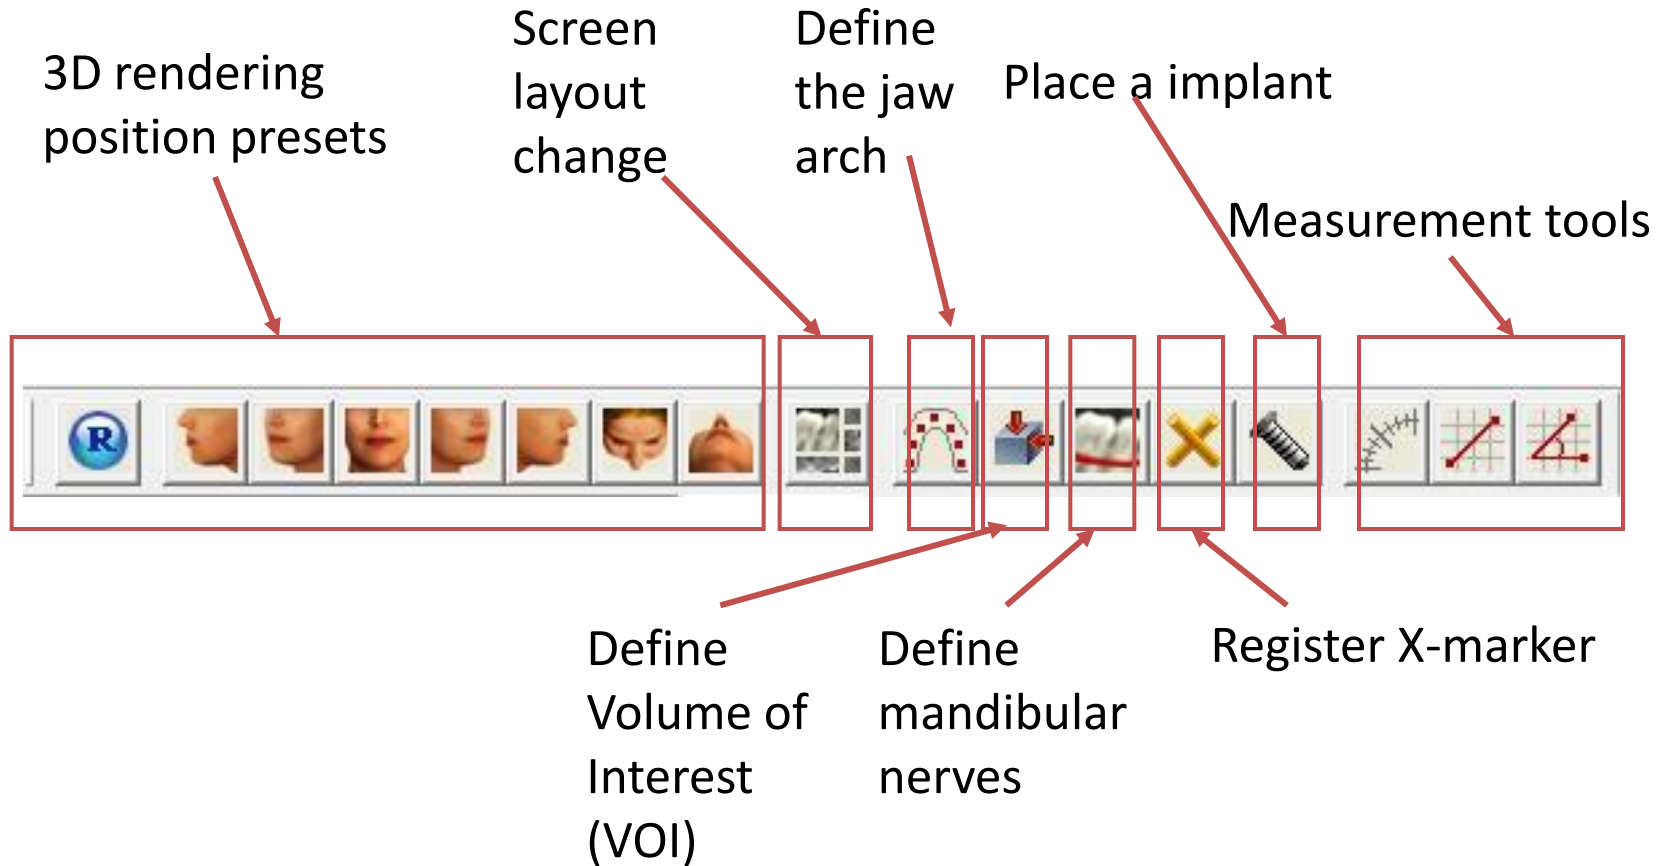 3D rendering
position presets
Screen
layout
change
Define
the jaw
arch
Place a implant
Measurement tools
R
Define
Volume of
Interest
(VOI)
Define
mandibular
nerves
Register X-marker